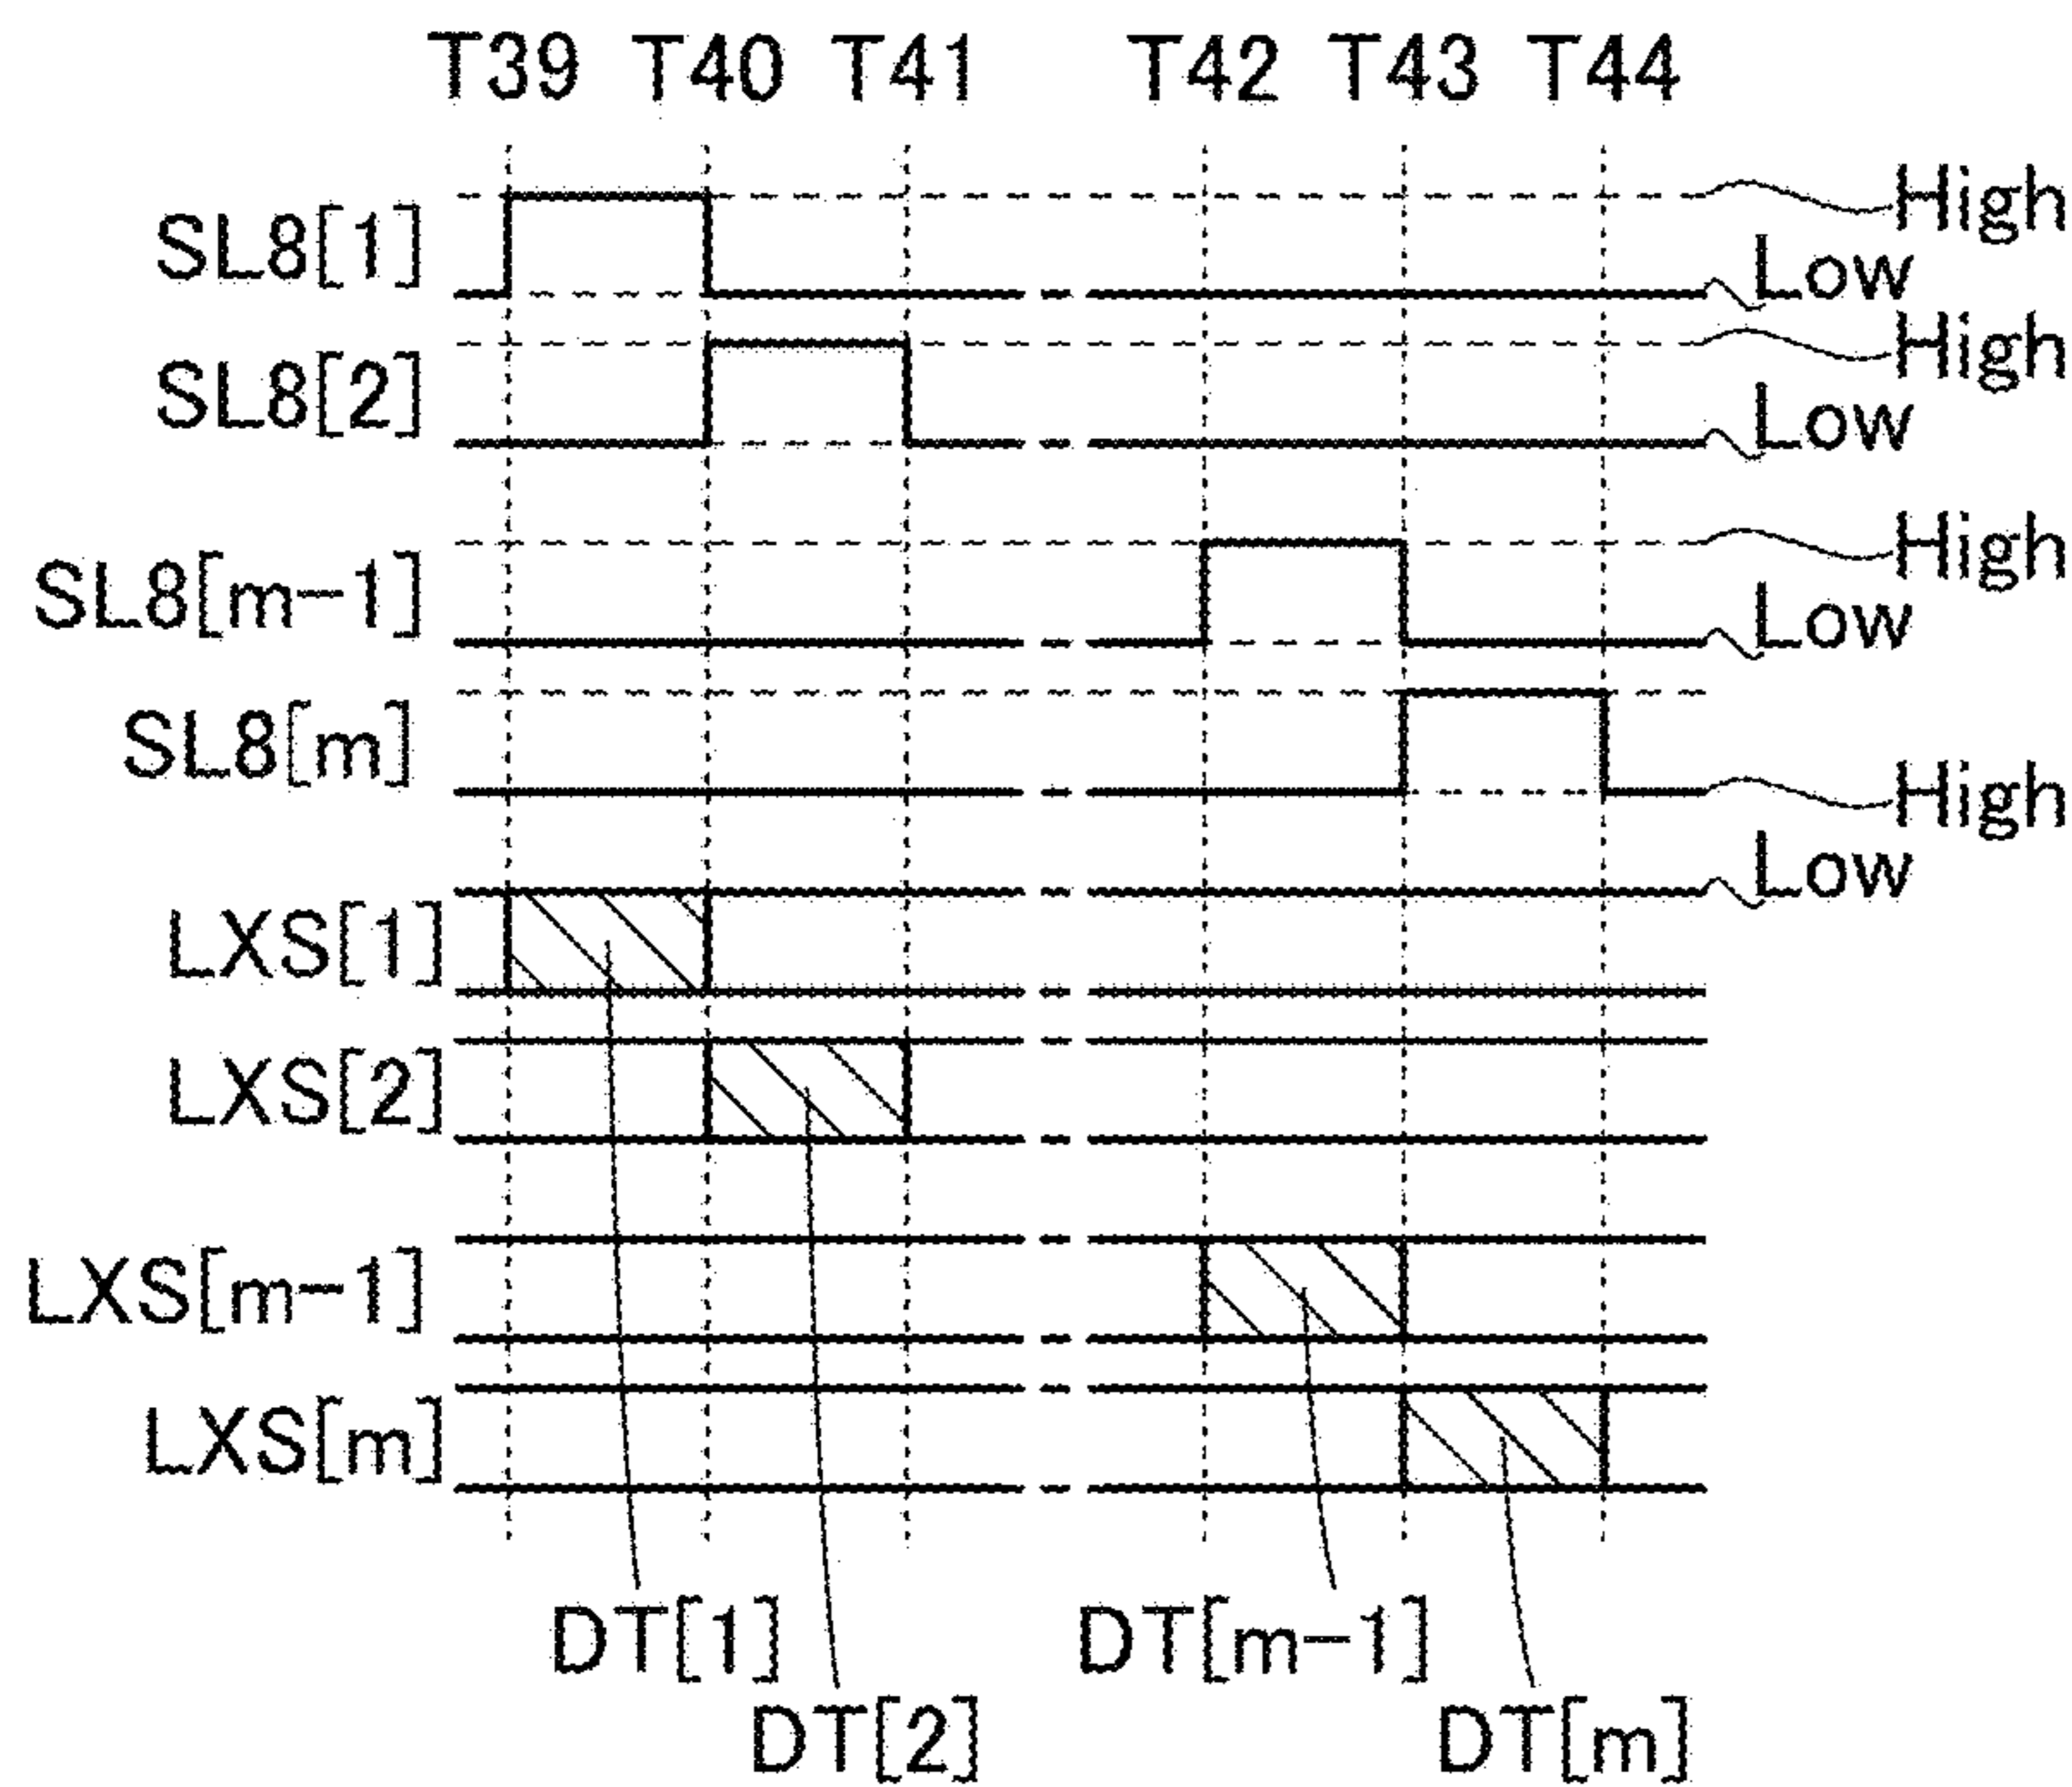 T39 T40 T41 T42 T43 T44
SL8[1] High
Low
SL8[2] High
Low
SL8[m-1] High
Low
SL8[m] High
Low
LXS[1]
LXS[2]
LXS[m-1]
LXS[m]
DT[1] DT[m-1]
DT[2] DT[m]